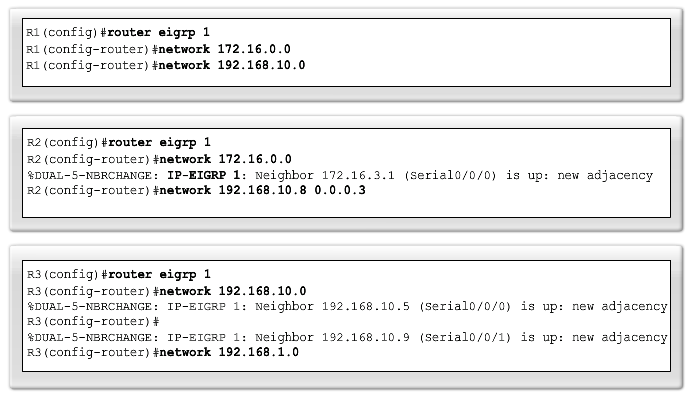 R1(config)#router eigrp 1
R1(config-router)#network 172.16.0.0
R1(config-router)#network 192.168.10.0
R2(config)#router eigrp 1
R2(config-router)#network 172.16.0.0
%DUAL-5-NBRCHANGE: IP-EIGRP 1: Neighbor 172.16.3.1 (Serial0/0/0) is up: new adjacency
R2(config-router)#network 192.168.10.8 0.0.0.3
R3(config)#router eigrp 1
R3(config-router)#network 192.168.10.0
%DUAL-5-NBRCHANGE: IP-EIGRP 1: Neighbor 192.168.10.5 (Serial0/0/0) is up: new adjacency
R3(config-router)#
%DUAL-5-NBRCHANGE: IP-EIGRP 1: Neighbor 192.168.10.9 (Serial0/0/1) is up: new adjacency
R3(config-router)#network 192.168.1.0